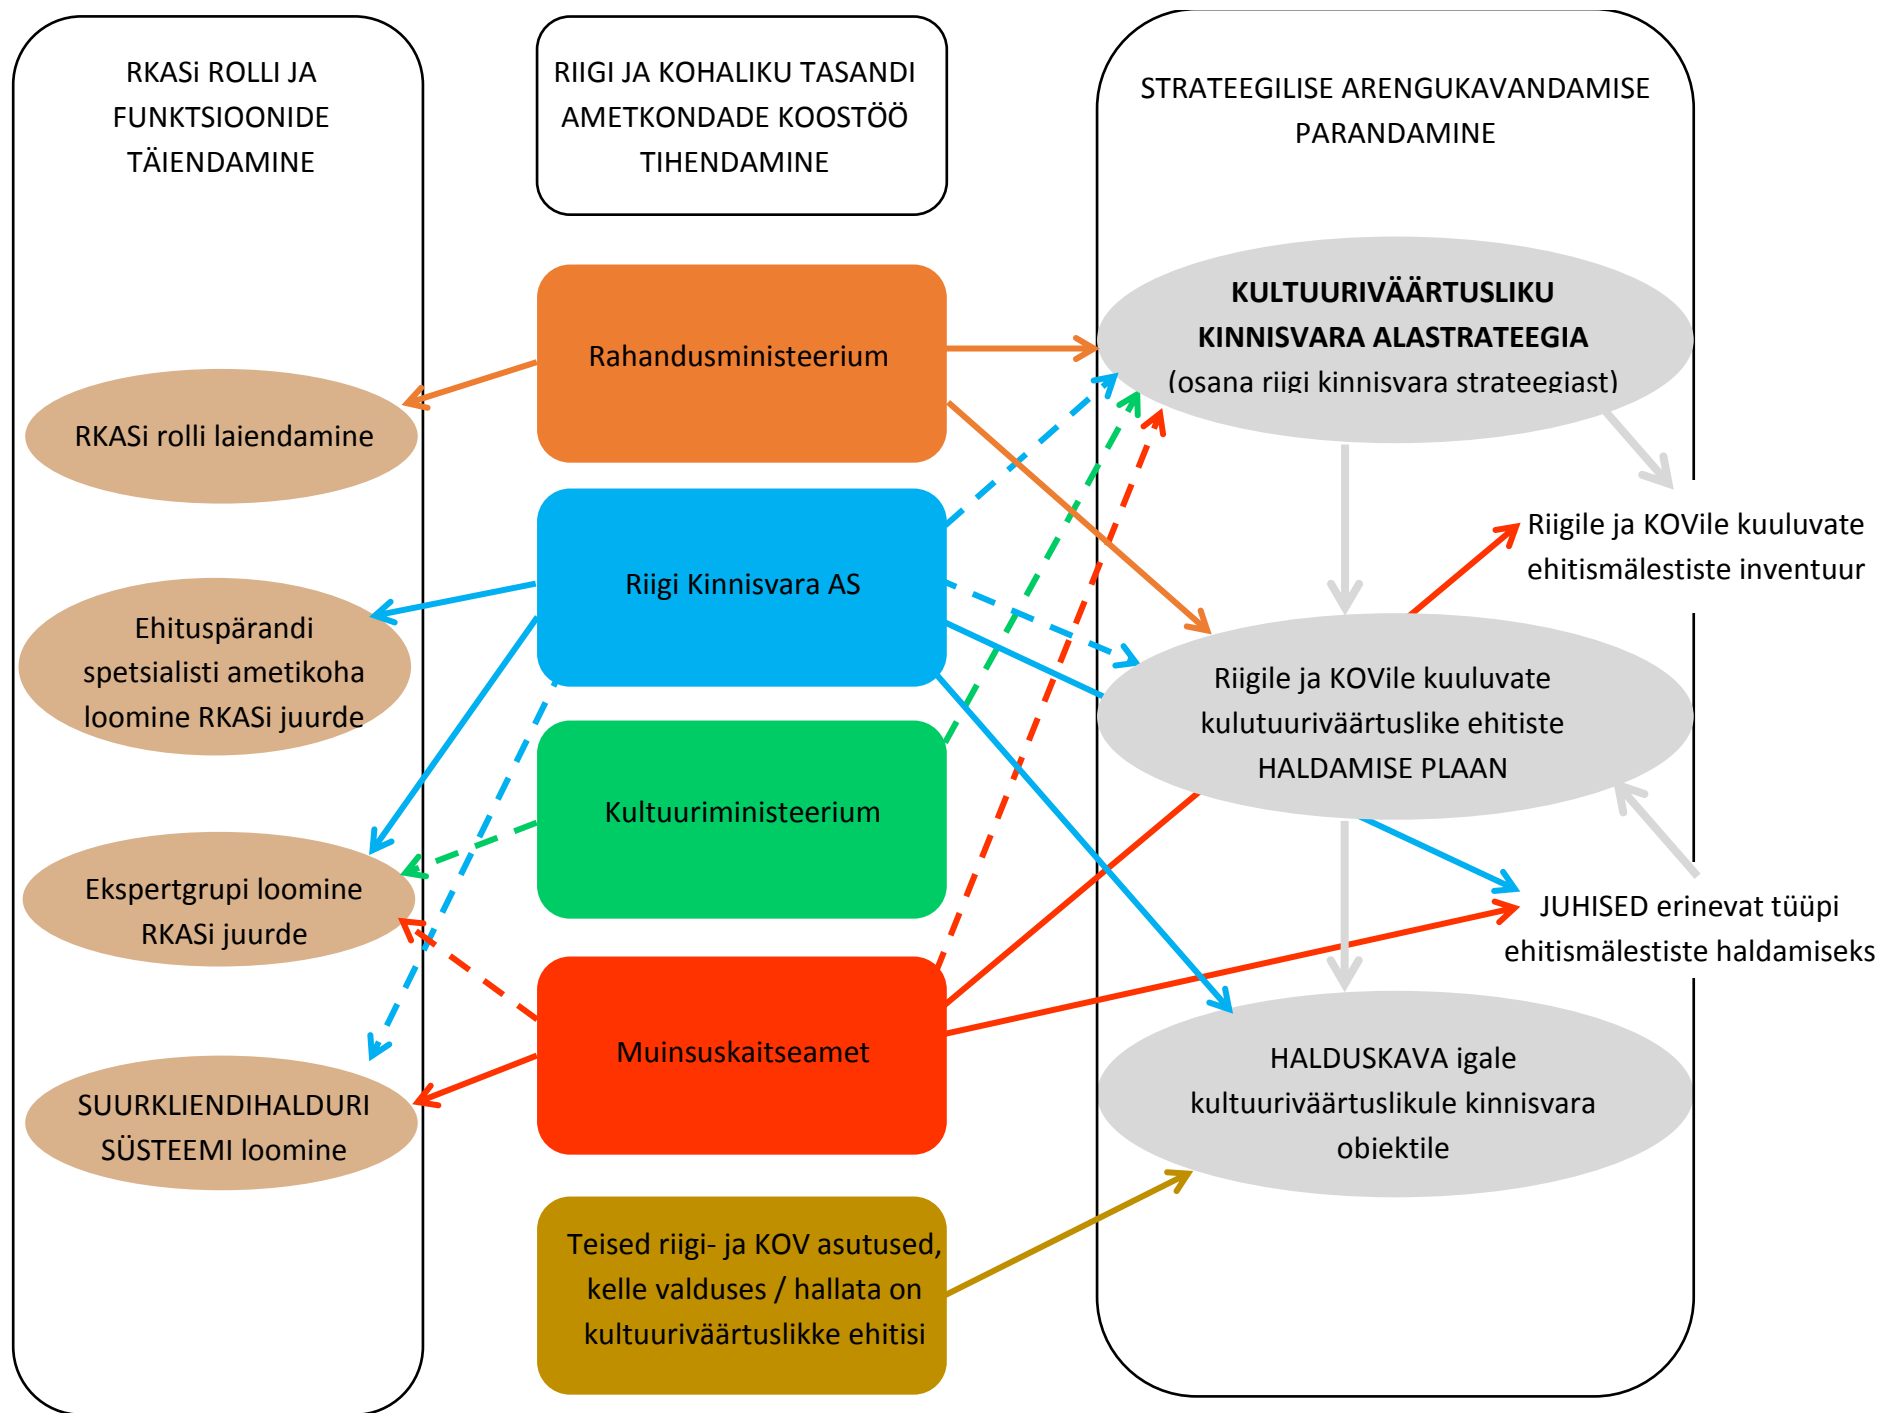 RKASi ROLLI JA
FUNKTSIOONIDE
TÄIENDAMINE
RIIGI JA KOHALIKU TASANDI
AMETKONDADE KOOSTÖÖ
TIHENDAMINE
STRATEEGILISE ARENGUKAVANDAMISE
PARANDAMINE
RKASi rolli laiendamine
Ehituspärandi
spetsialisti ametikoha
loomine RKASi juurde
Ekspertgrupi loomine
RKASi juurde
SUURKLIENDIHALDURI
SÜSTEEMI loomine
Rahandusministeerium
Riigi Kinnisvara AS
Kultuuriministeerium
Muinsuskaitseamet
Teised riigi- ja KOV asutused,
kelle valduses / hallata on
kultuuriväärtuslikke ehitisi
KULTUURIVÄÄRTUSLIKU
KINNISVARA ALASTRATEEGIA
(osana riigi kinnisvara strateegiast)
Riigile ja KOVile kuuluvate
ehitismälestiste inventuur
Riigile ja KOVile kuuluvate
kulutuuriväärtuslike ehitiste
HALDAMISE PLAAN
JUHISED erinevat tüüpi
ehitismälestiste haldamiseks
HALDUSKAVA igale
kultuuriväärtuslikule kinnisvara
objektile